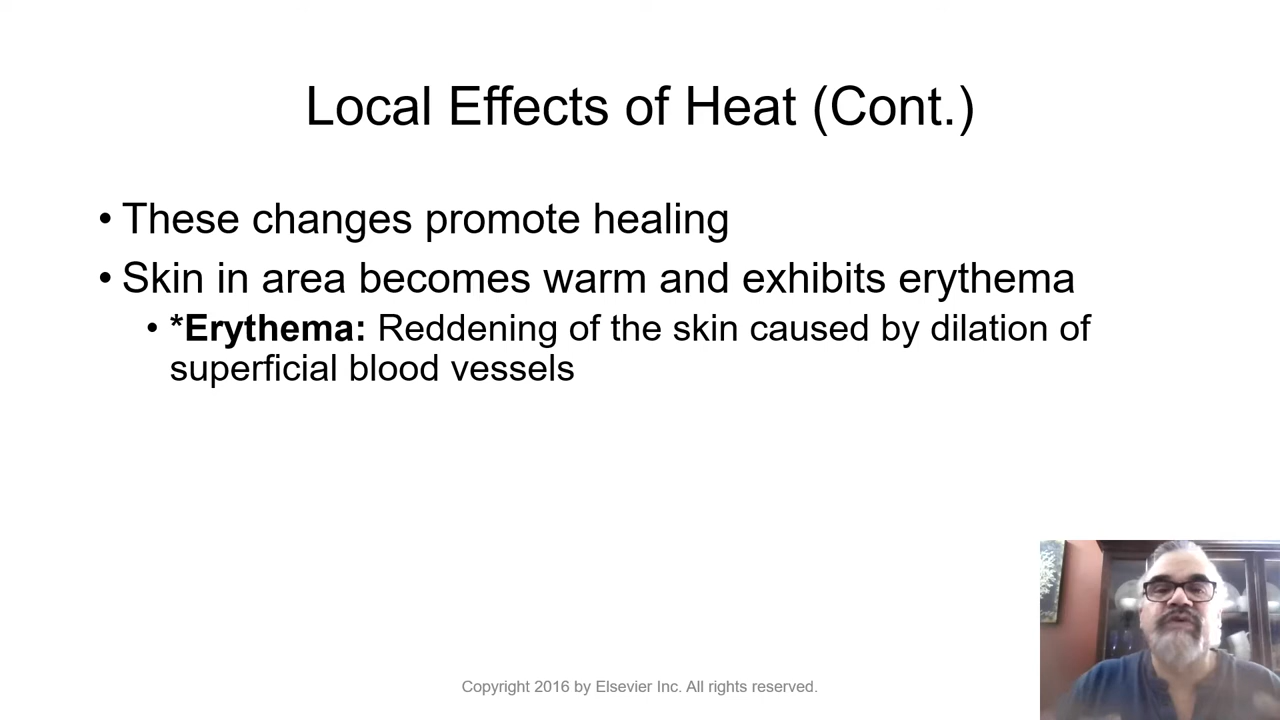 Local Effects of Heat (Cont.)
• These changes promote healing
• Skin in area becomes warm and exhibits erythema
• *Erythema: Reddening of the skin caused by dilation of
superficial blood vessels
Copyright 2016 by Elsevier Inc. All rights reserved.